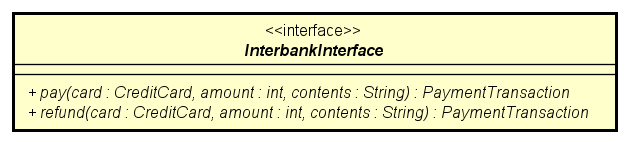 <<interface>>
InterbankInterface
+ pay(card : CreditCard, amount : int, contents : String) : PaymentTransaction
+ refund(card : CreditCard, amount : int, contents : String) : PaymentTransaction